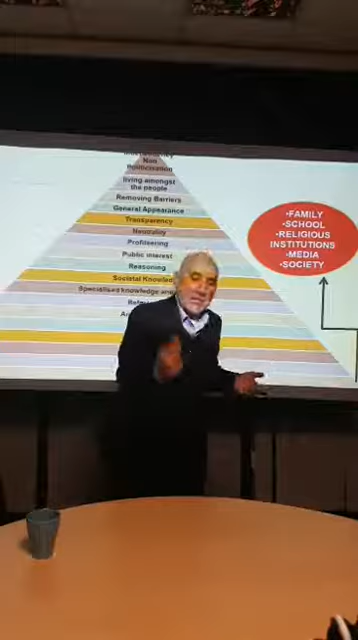 Non
Politicisation
living amongst
the people
Removing Barriers
General Appearance
Transparency
Neutrality
Profiteering
Public interest
Reasoning
Societal Knowled
Specialised knowledge and
•FAMILY
•SCHOOL
•RELIGIOUS
INSTITUTIONS
•MEDIA
•SOCIETY